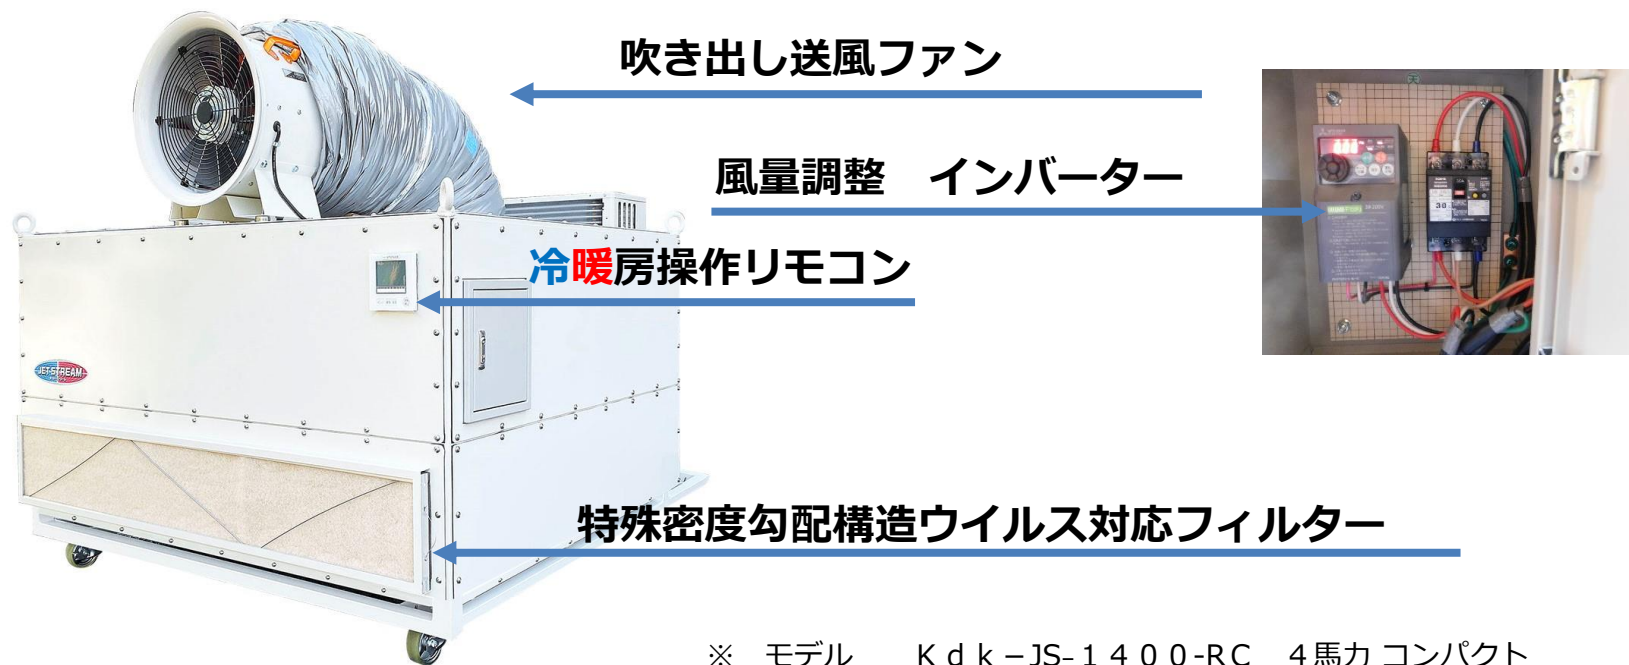 吹き出し送風ファン
風量調整　インバーター
冷暖房操作リモコン
JET-STREAM
特殊密度勾配構造ウイルス対応フィルター
※　モデル　　Ｋｄｋ－JS-１４００-RC　４馬力 コンパクト
30